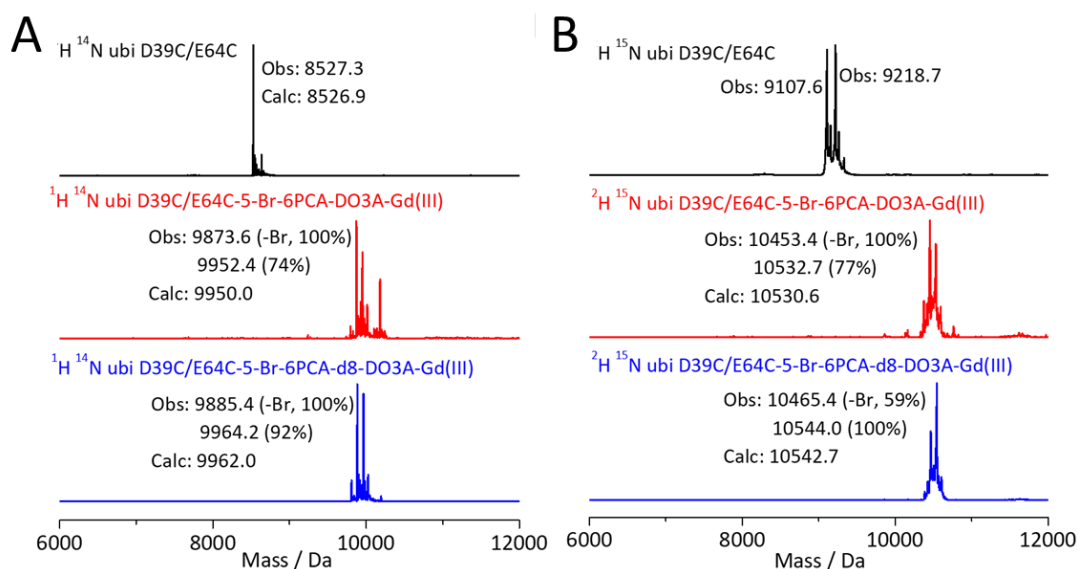 A
H ¹⁴N ubi D39C/E64C
Obs: 8527.3
Calc: 8526.9
¹H ¹⁴N ubi D39C/E64C-5-Br-6PCA-DO3A-Gd(III)
Obs: 9873.6 (-Br, 100%)
9952.4 (74%)
Calc: 9950.0
¹H ¹⁴N ubi D39C/E64C-5-Br-6PCA-d8-DO3A-Gd(III)
Obs: 9885.4 (-Br, 100%)
9964.2 (92%)
Calc: 9962.0
6000 8000 10000 12000
Mass / Da
B
H ¹⁵N ubi D39C/E64C
Obs: 9107.6
Obs: 9218.7
²H ¹⁵N ubi D39C/E64C-5-Br-6PCA-DO3A-Gd(III)
Obs: 10453.4 (-Br, 100%)
10532.7 (77%)
Calc: 10530.6
²H ¹⁵N ubi D39C/E64C-5-Br-6PCA-d8-DO3A-Gd(III)
Obs: 10465.4 (-Br, 59%)
10544.0 (100%)
Calc: 10542.7
6000 8000 10000 12000
Mass / Da